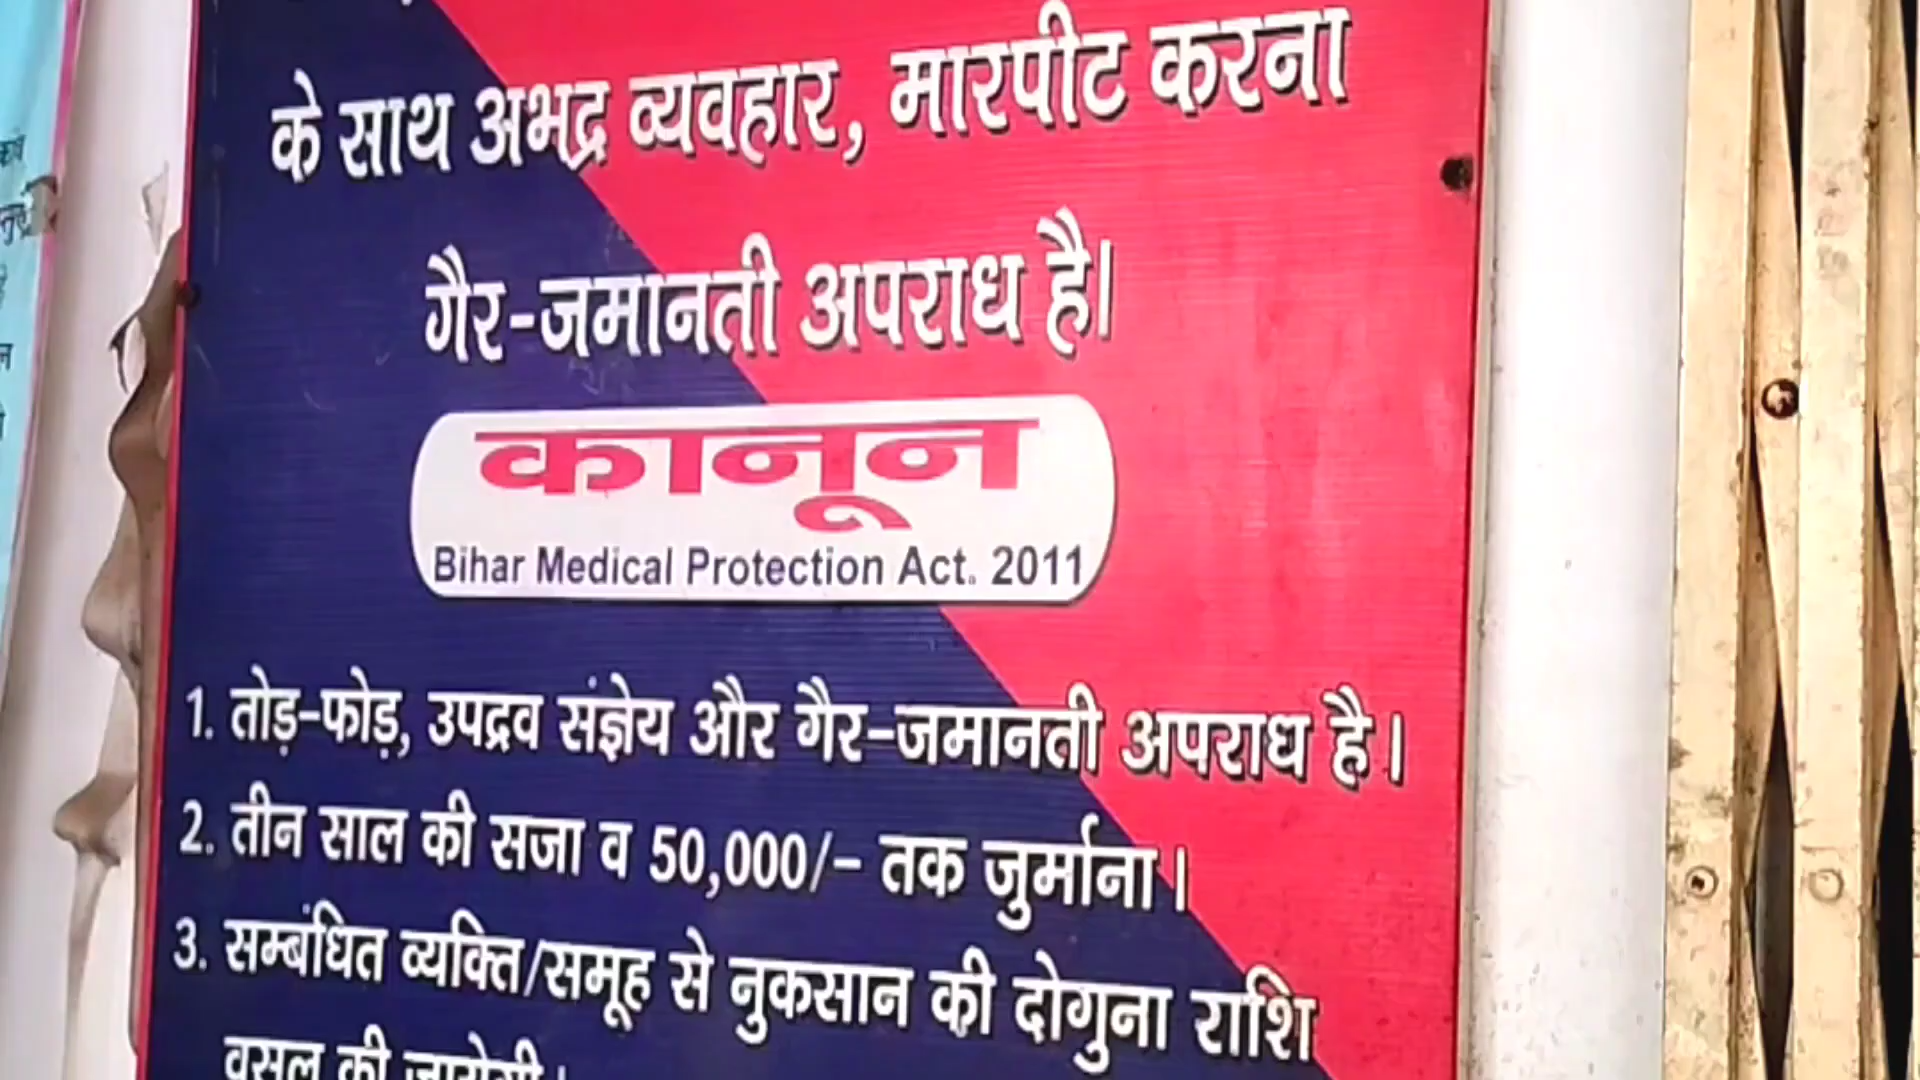 के साथ अभद्र व्यवहार, मारपीट करना
गैर-जमानती अपराध है।
कानून
Bihar Medical Protection Act. 2011
1. तोड़-फोड़, उपद्रव संज्ञेय और गैर-जमानती अपराध है।
2. तीन साल की सजा व 50,000/- तक जुर्माना।
3. सम्बंधित व्यक्ति/समूह से नुकसान की दोगुना राशि
वसूल की जायेगी।